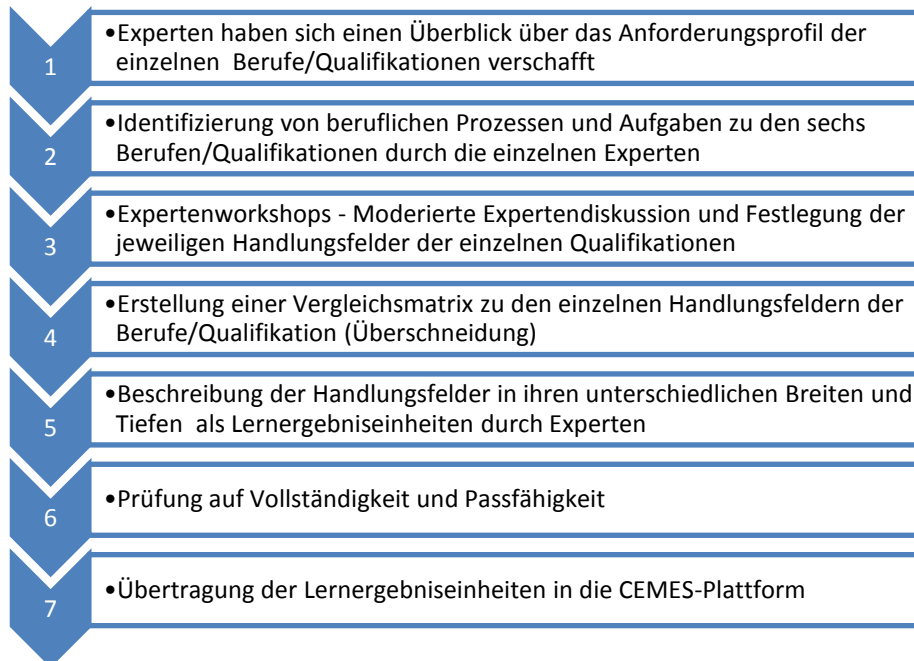 1
•Experten haben sich einen Überblick über das Anforderungsprofil der
einzelnen Berufe/Qualifikationen verschafft
2
•Identifizierung von beruflichen Prozessen und Aufgaben zu den sechs
Berufen/Qualifikationen durch die einzelnen Experten
3
•Expertenworkshops - Moderierte Expertendiskussion und Festlegung der
jeweiligen Handlungsfelder der einzelnen Qualifikationen
4
•Erstellung einer Vergleichsmatrix zu den einzelnen Handlungsfeldern der
Berufe/Qualifikation (Überschneidung)
5
•Beschreibung der Handlungsfelder in ihren unterschiedlichen Breiten und
Tiefen als Lernergebniseinheiten durch Experten
6
•Prüfung auf Vollständigkeit und Passfähigkeit
7
•Übertragung der Lernergebniseinheiten in die CEMES-Plattform